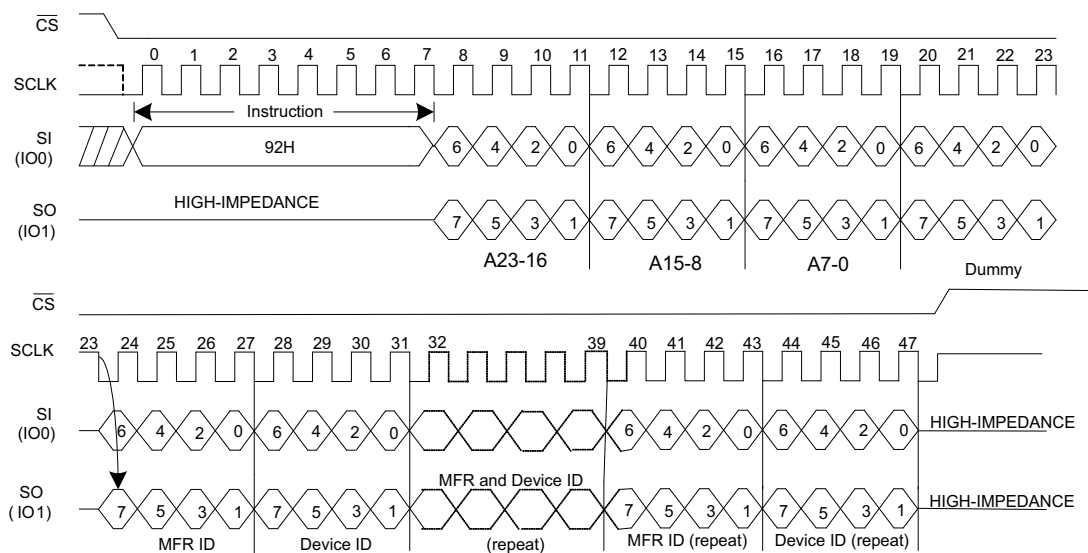 CS
0 1 2 3 4 5 6 7 8 9 10 11 12 13 14 15 16 17 18 19 20 21 22 23
SCLK
Instruction
SI
(IO0)
92H
6 4 2 0 6 4 2 0 6 4 2 0 6 4 2 0
HIGH-IMPEDANCE
SO
(IO1)
7 5 3 1 7 5 3 1 7 5 3 1 7 5 3 1
A23-16 A15-8 A7-0 Dummy
CS
SCLK
23 24 25 26 27 28 29 30 31 32 39 40 41 42 43 44 45 46 47
SI
(IO0)
6 4 2 0 6 4 2 0 6 4 2 0 6 4 2 0
HIGH-IMPEDANCE
MFR and Device ID
SO
(IO1)
7 5 3 1 7 5 3 1 7 5 3 1 7 5 3 1
HIGH-IMPEDANCE
MFR ID Device ID (repeat) MFR ID (repeat) Device ID (repeat)